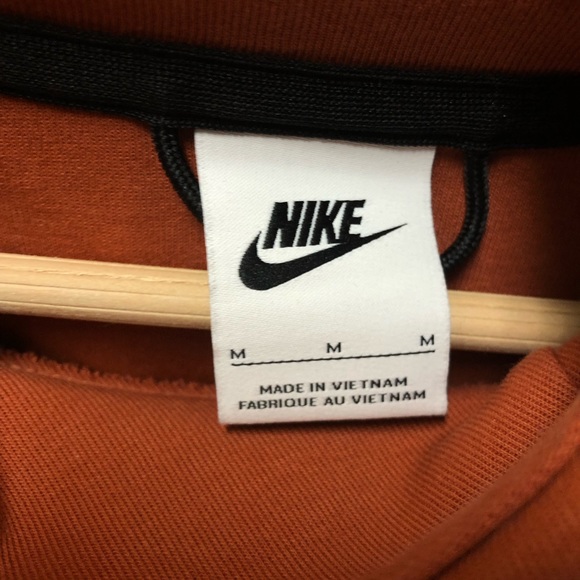 NIKE
M M M
MADE IN VIETNAM
FABRIQUE AU VIETNAM